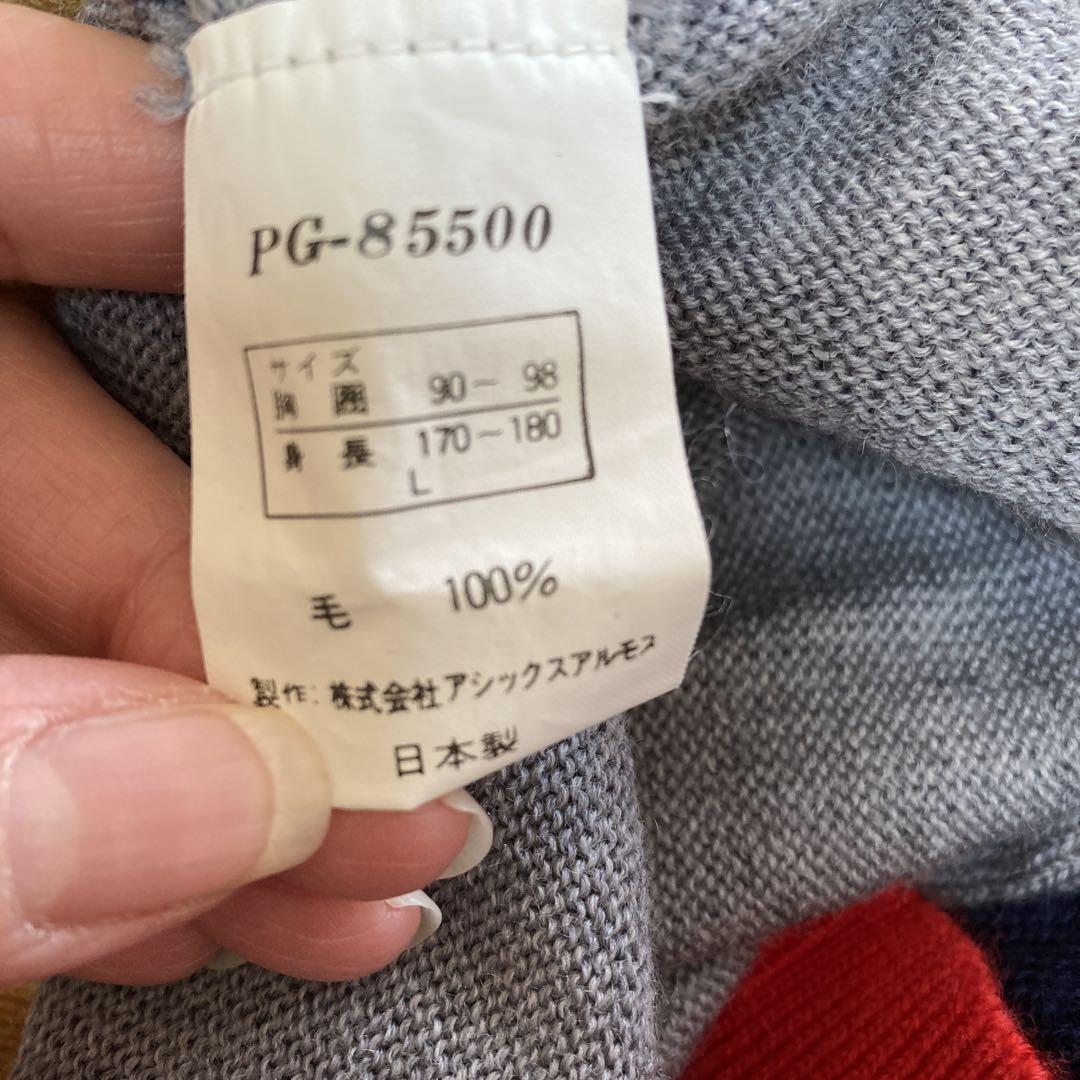 PG-85500
サイズ
胸囲 90－98
身長 170～180
L
毛 100%
製作: 株式会社アシックスアルモス
日本製